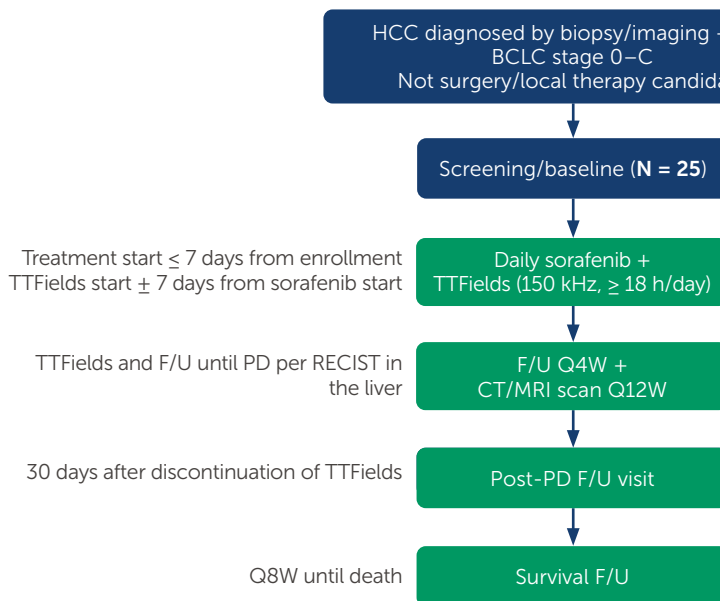 HCC diagnosed by biopsy/imaging
BCLC stage 0–C
Not surgery/local therapy
Screening/baseline (N = 25)
Treatment start ≤ 7 days from enrollment
TTFields start ± 7 days from sorafenib start
Daily sorafenib +
TTFields (150 kHz, ≥ 18 h/day)
TTFields and F/U until PD per RECIST in
the liver
F/U Q4W +
CT/MRI scan Q12W
30 days after discontinuation of TTFields
Post-PD F/U visit
Q8W until death
Survival F/U